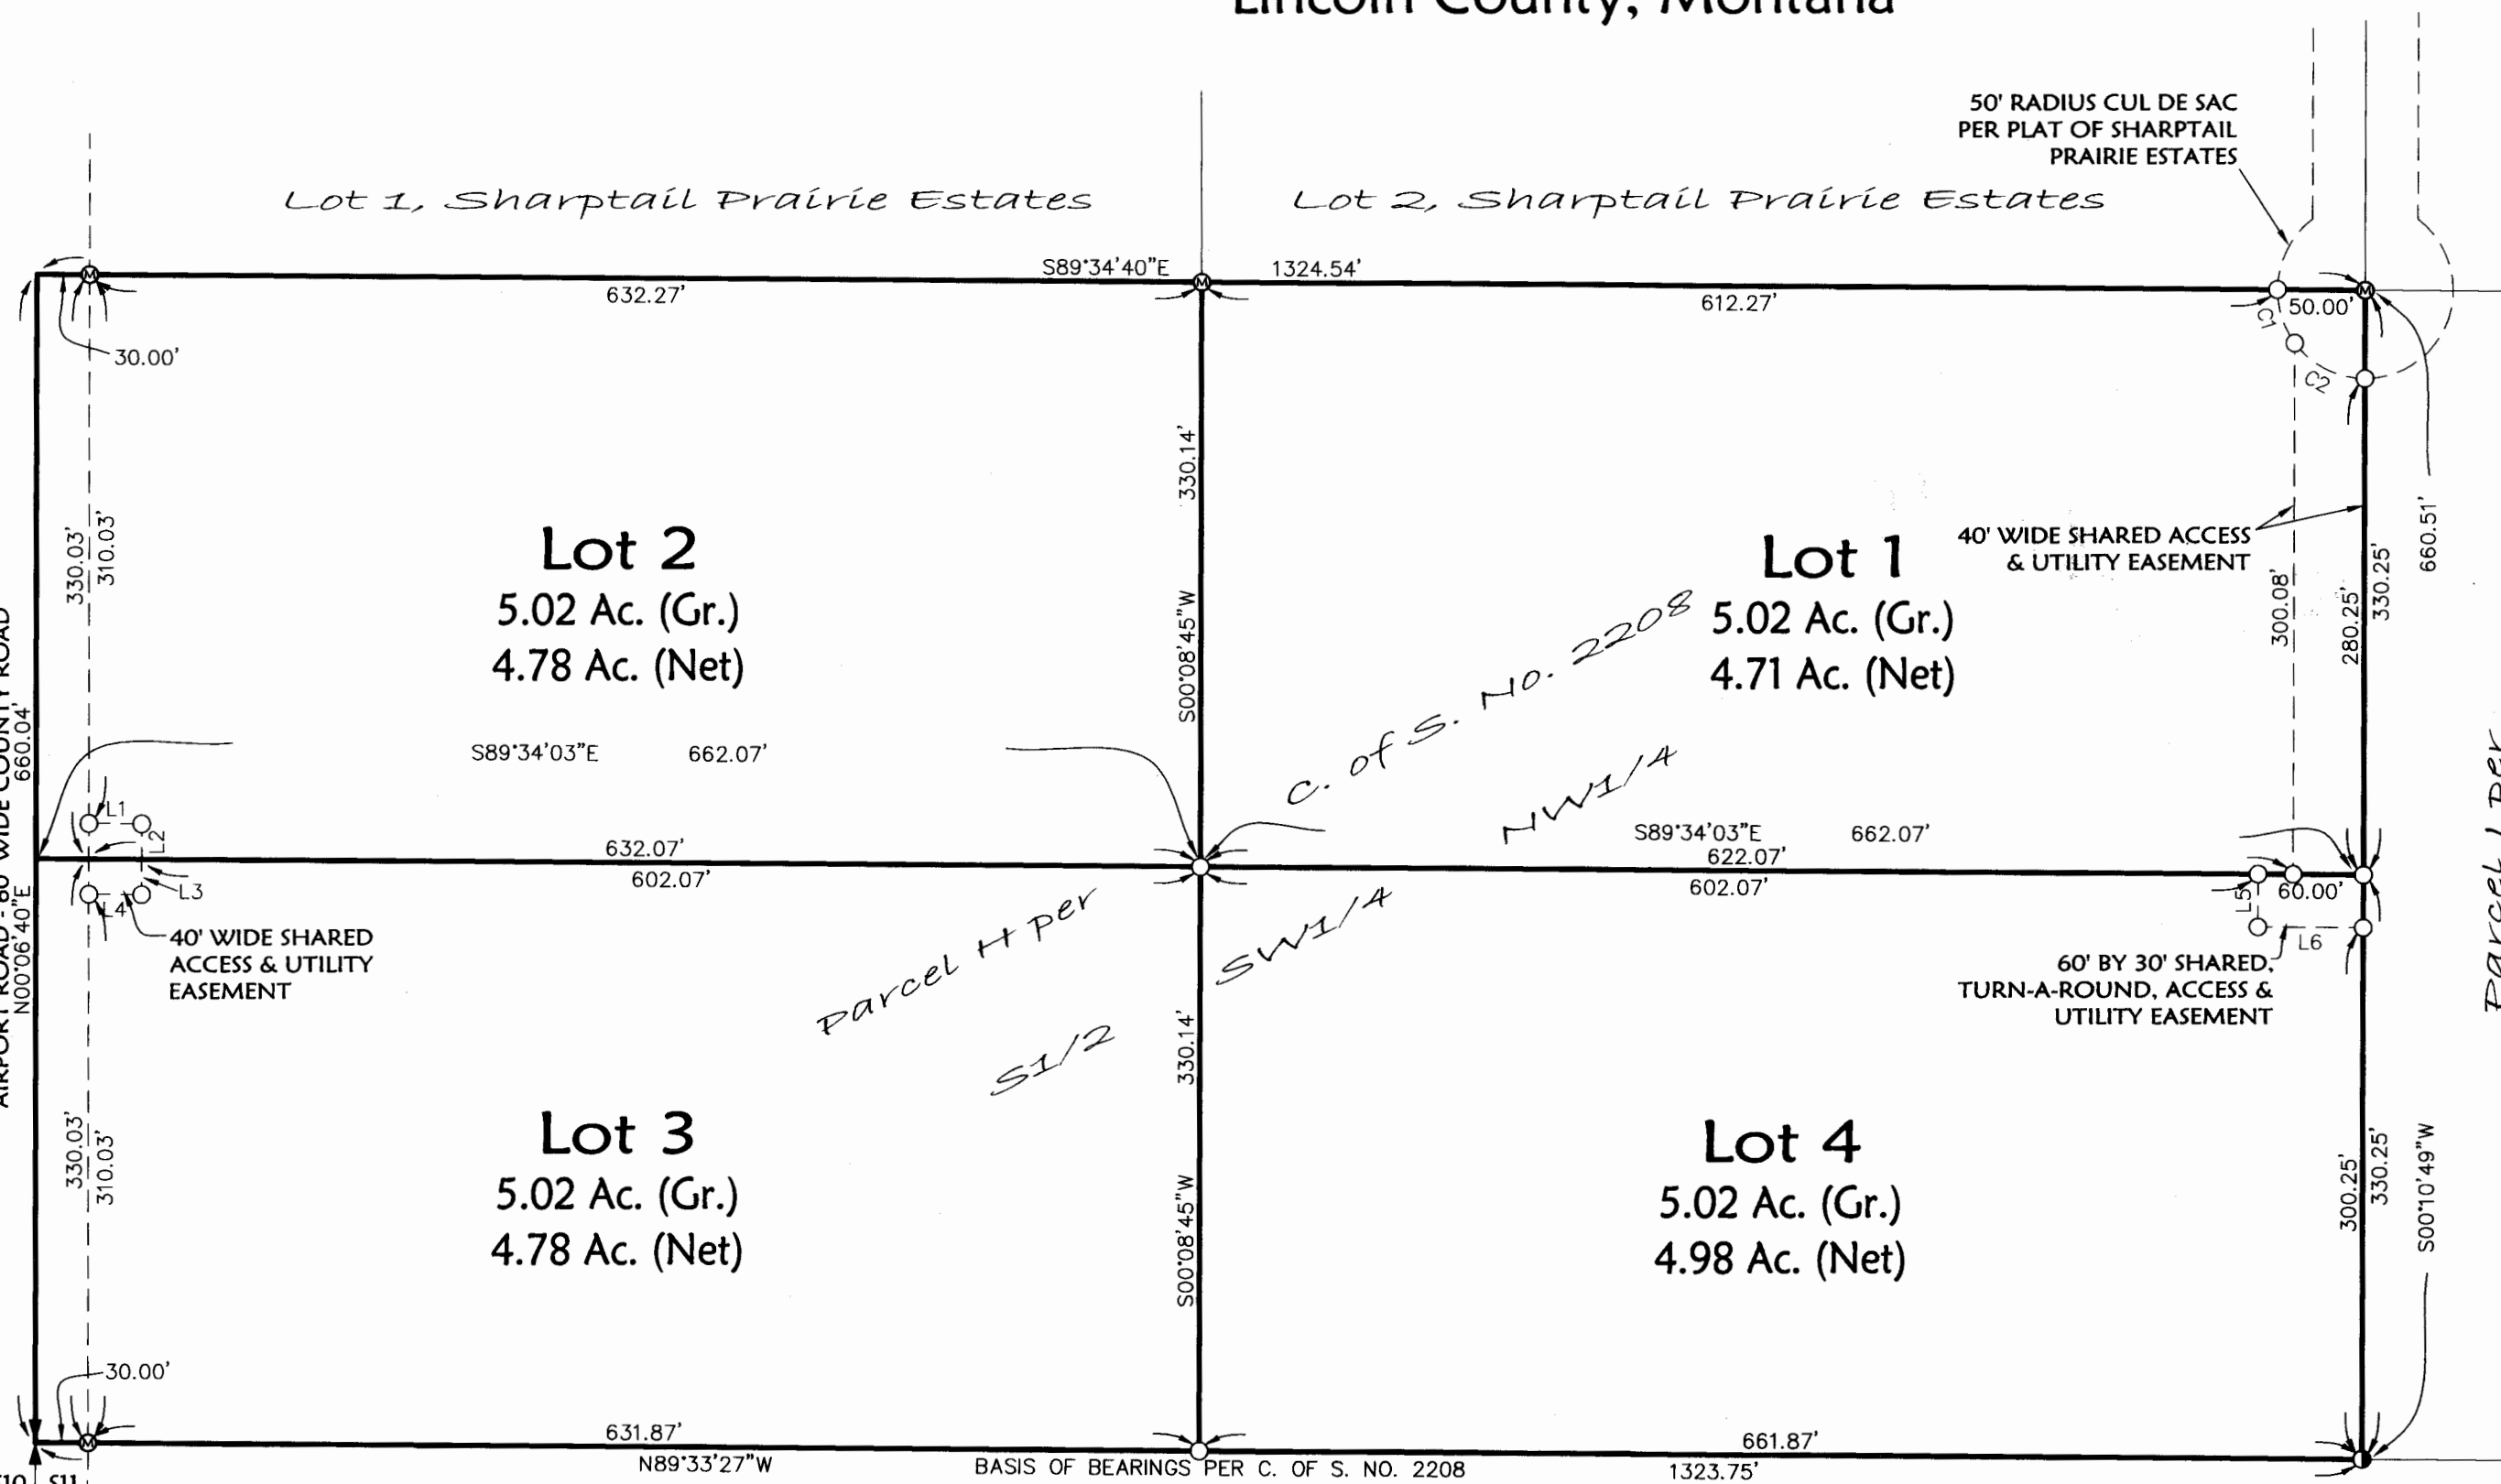 Lincoln County, Montana
50' RADIUS CUL DE SAC
PER PLAT OF SHARPTAIL
PRAIRIE ESTATES
Lot 1, Sharptail Prairie Estates
Lot 2, Sharptail Prairie Estates
S89°34'40"E
1324.54'
632.27'
612.27'
50.00'
30.00'
C1
C2
330.03'
310.03'
330.14'
S00°08'45"W
Lot 2
5.02 Ac. (Gr.)
4.78 Ac. (Net)
Lot 1
5.02 Ac. (Gr.)
4.71 Ac. (Net)
40' WIDE SHARED ACCESS
& UTILITY EASEMENT
300.08'
280.25'
330.25'
660.51'
AIRPORT ROAD - 60' WIDE COUNTY ROAD
660.04'
N00°06'40"E
S89°34'03"E 662.07'
C. of S. No. 2208
NW1/4
S89°34'03"E 662.07'
L1
L2
632.07'
602.07'
622.07'
602.07'
L3
L4
L5
60.00'
L6
40' WIDE SHARED
ACCESS & UTILITY
EASEMENT
Parcel H per
SW1/4
S1/2
60' BY 30' SHARED,
TURN-A-ROUND, ACCESS &
UTILITY EASEMENT
Parcel I per
330.03'
310.03'
330.14'
S00°08'45"W
Lot 3
5.02 Ac. (Gr.)
4.78 Ac. (Net)
Lot 4
5.02 Ac. (Gr.)
4.98 Ac. (Net)
300.25'
330.25'
S00°10'49"W
30.00'
631.87'
661.87'
N89°33'27"W
BASIS OF BEARINGS PER C. OF S. NO. 2208
1323.75'
S10 S11